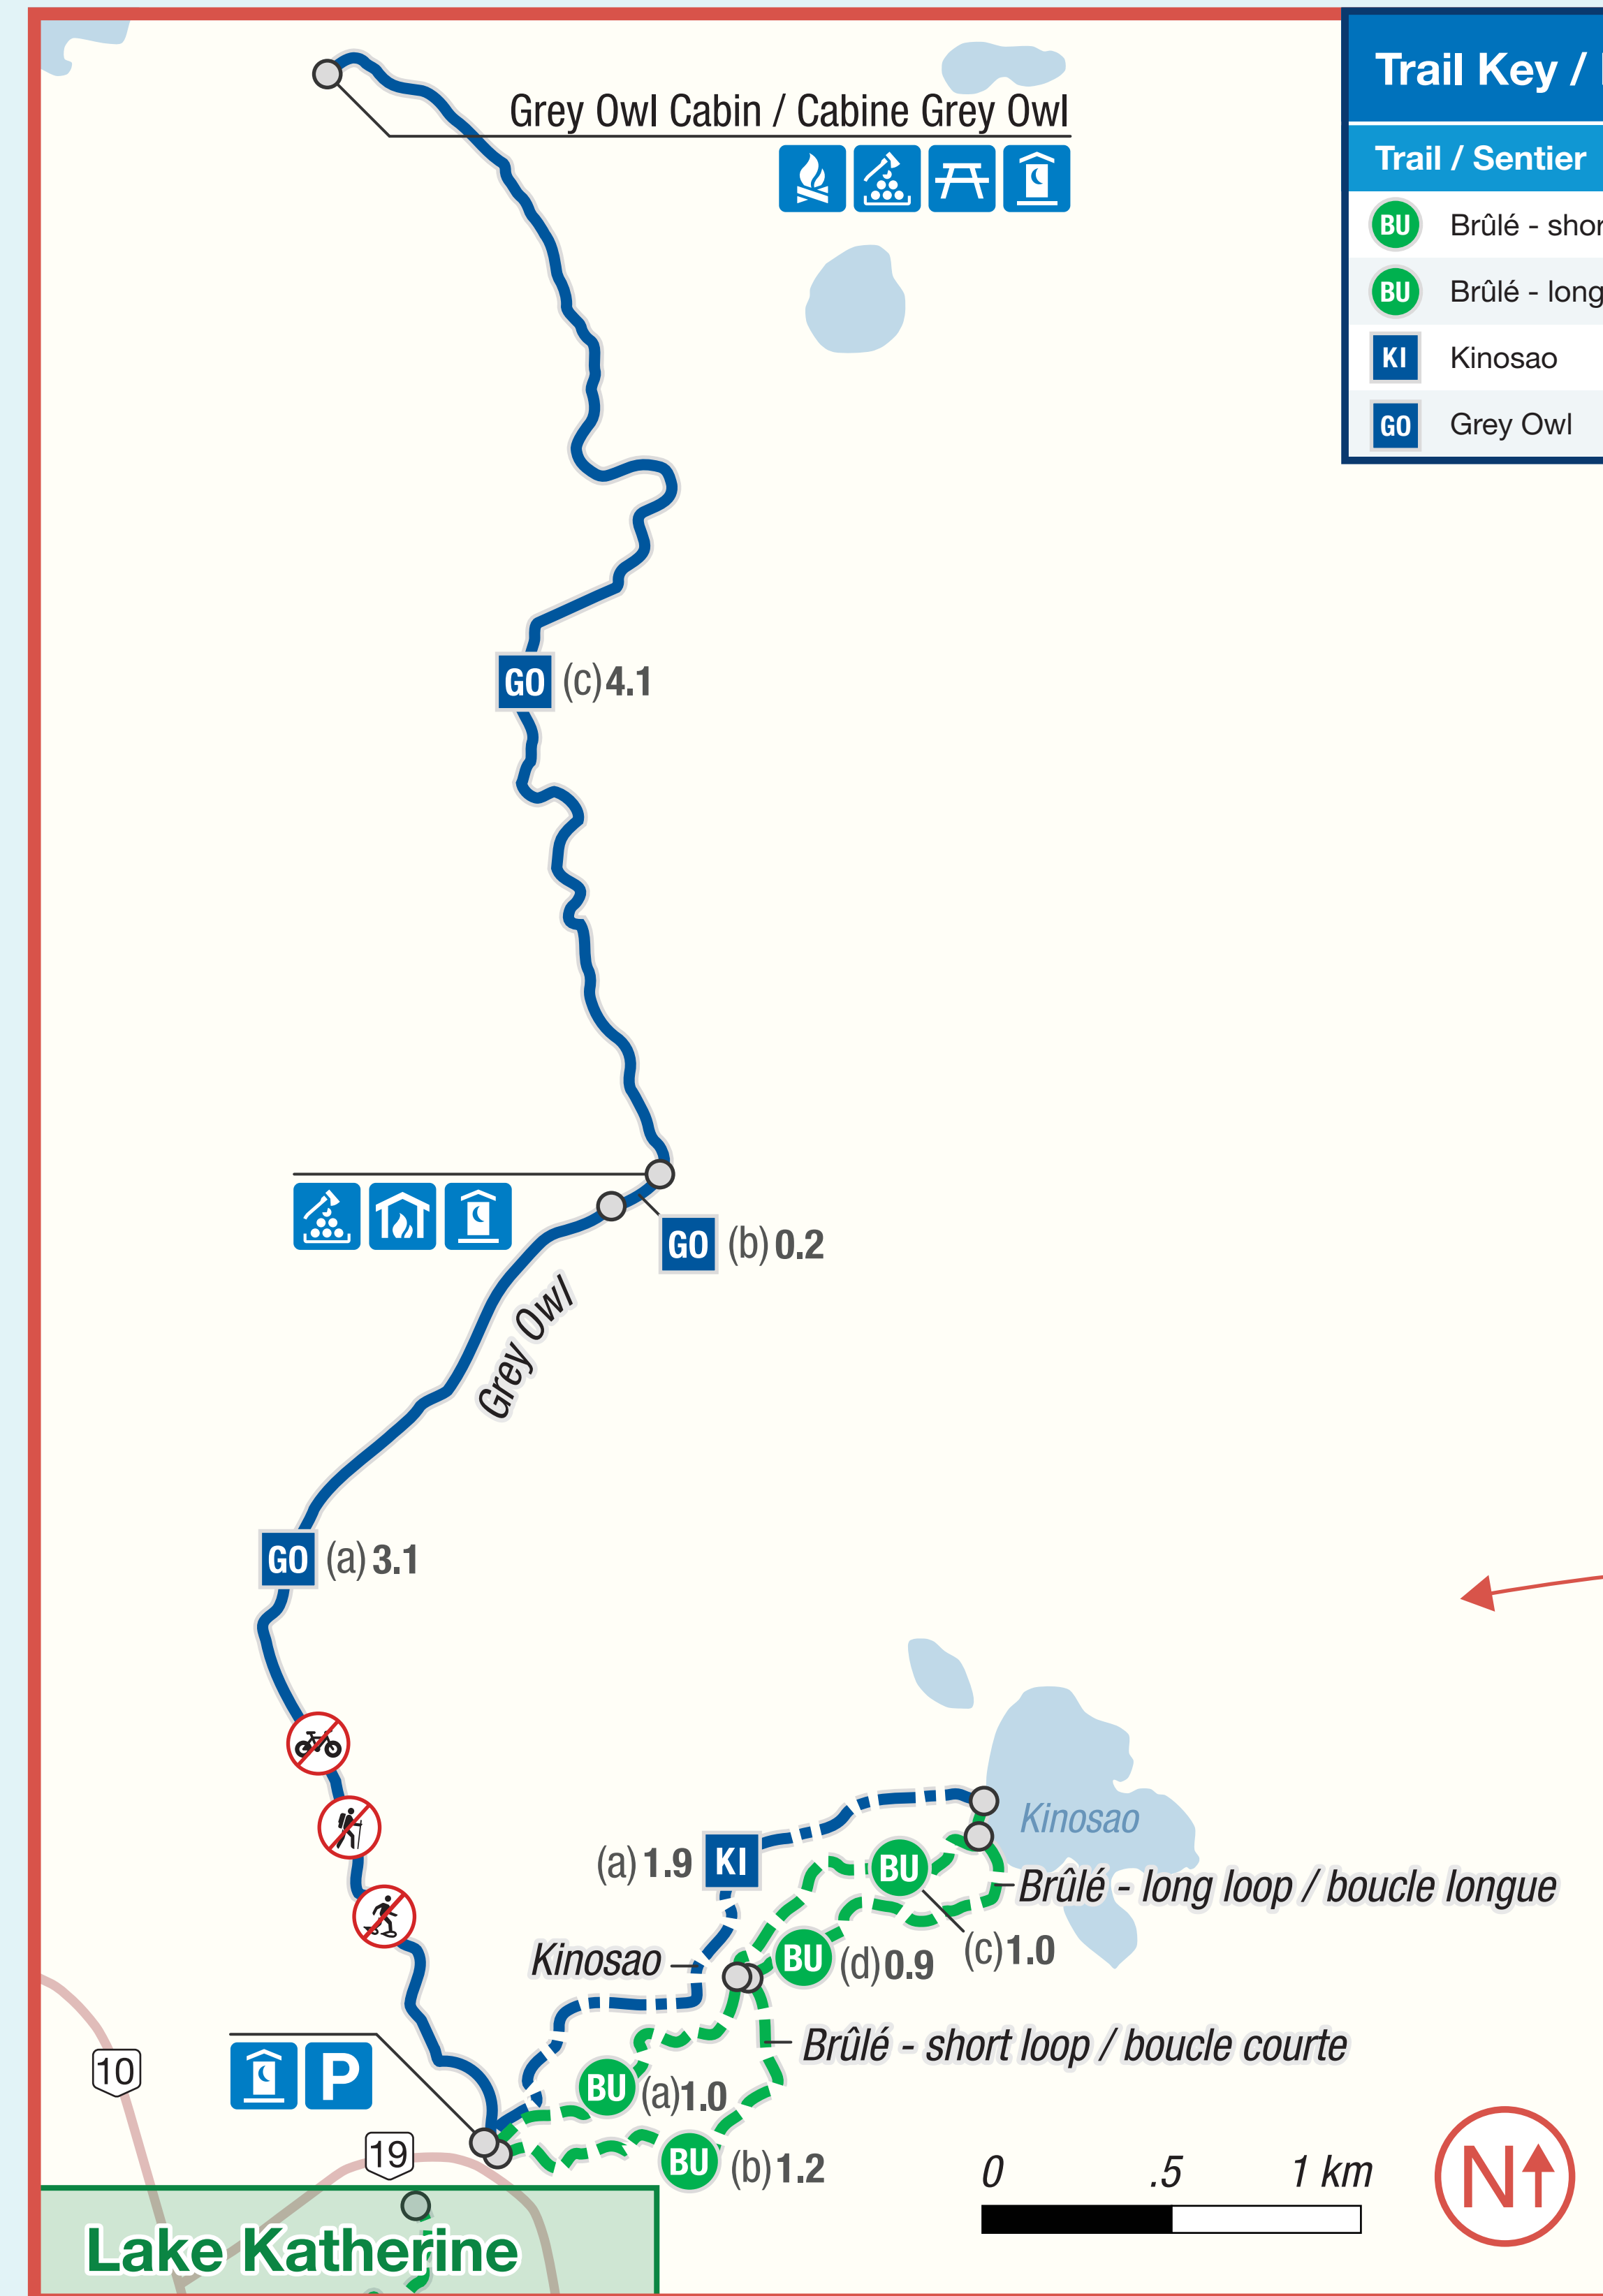 Grey Owl Cabin / Cabine Grey Owl
Trail Key /
Trail / Sentier
BU Brûlé - shor
BU Brûlé - long
KI Kinosao
GO Grey Owl
GO (c) 4.1
GO (b) 0.2
Grey Owl
GO (a) 3.1
Kinosao
(a) 1.9 KI
BU
Brûlé - long loop / boucle longue
(c) 1.0
BU (d) 0.9
Kinosao
Brûlé - short loop / boucle courte
10
P
BU (a) 1.0
19
BU (b) 1.2
0 .5 1 km
N
Lake Katherine